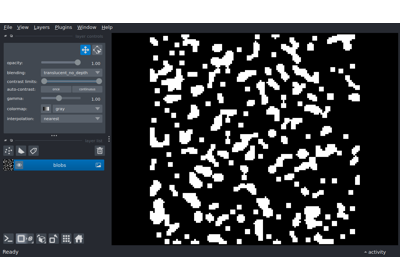 File View Layers Plugins Window Help
opacity: 1.00
blending: translucent_no_depth
contrast limits:
auto-contrast: once continuous
gamma: 1.00
colormap: gray
interpolation: nearest
blobs
Ready activity